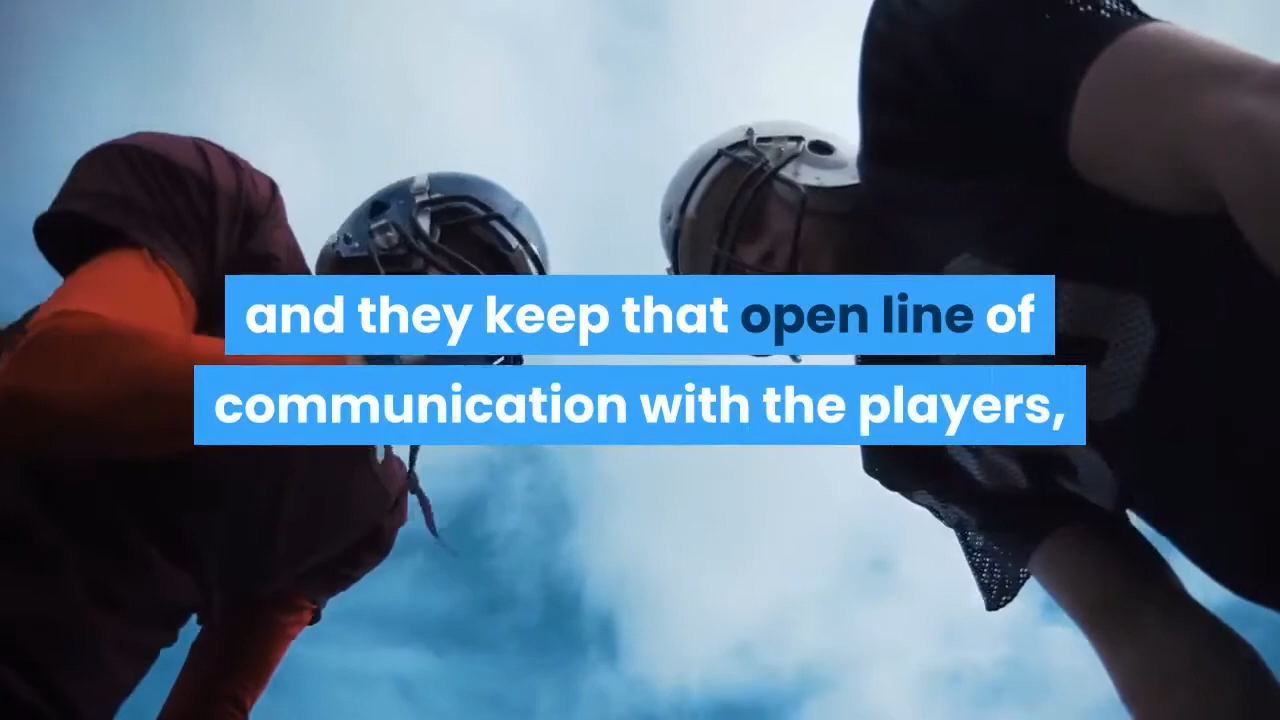 and they keep that open line of
communication with the players,